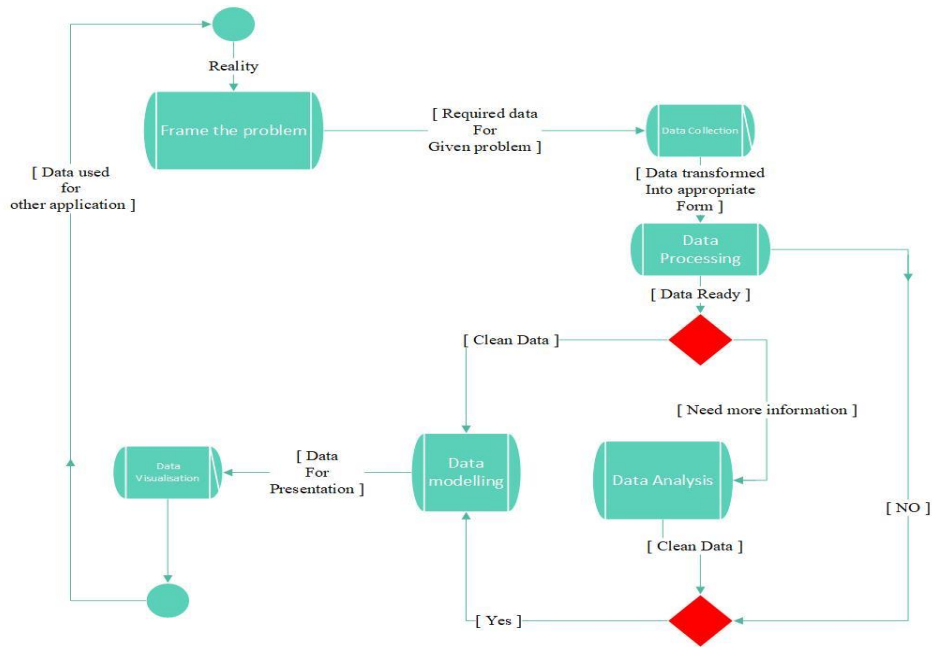 Reality
Frame the problem
[ Required data
For
Given problem ]
Data Collection
[ Data used
for
other application ]
[ Data transformed
Into appropriate
Form ]
Data
Processing
[ Data Ready ]
[ Clean Data ]
[ Need more information ]
Data
Visualisation
[ Data
For
Presentation ]
Data
modelling
Data Analysis
[ NO ]
[ Clean Data ]
[ Yes ]